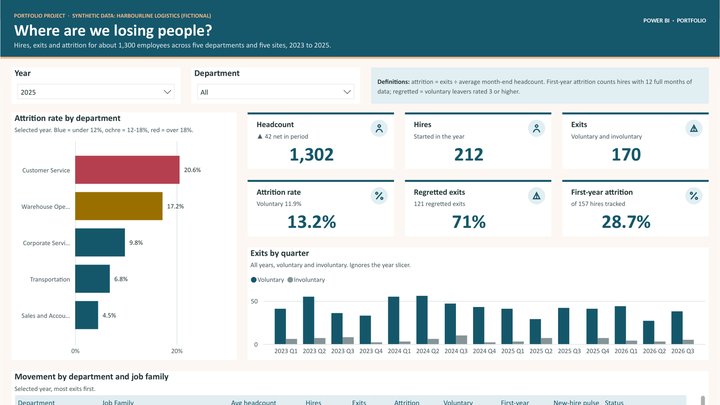 PORTFOLIO PROJECT · SYNTHETIC DATA: HARBOURLINE LOGISTICS (FICTIONAL)
Where are we losing people?
Hires, exits and attrition for about 1,300 employees across five departments and five sites, 2023 to 2025.
POWER BI · PORTFOLIO
Year
2025
Department
All
Definitions: attrition = exits ÷ average month-end headcount. First-year attrition counts hires with 12 full months of
data; regretted = voluntary leavers rated 3 or higher.
Attrition rate by department
Selected year. Blue = under 12%, ochre = 12-18%, red = over 18%.
Customer Service
20.6%
Warehouse Ope...
17.2%
Corporate Servi...
9.8%
Transportation
6.8%
Sales and Accou...
4.5%
0%
20%
Headcount
▲ 42 net in period
1,302
Hires
Started in the year
212
Exits
Voluntary and involuntary
170
Attrition rate
Voluntary 11.9%
13.2%
Regretted exits
121 regretted exits
71%
First-year attrition
of 157 hires tracked
28.7%
Exits by quarter
All years, voluntary and involuntary. Ignores the year slicer.
Voluntary Involuntary
50
0
2023 Q1 2023 Q2 2023 Q3 2023 Q4 2024 Q1 2024 Q2 2024 Q3 2024 Q4 2025 Q1 2025 Q2 2025 Q3 2025 Q4 2026 Q1 2026 Q2 2026 Q3
Movement by department and job family
Selected year, most exits first.
Department Job Family Avg headcount Hires Exits Attrition Voluntary First-year New-hire pulse Status